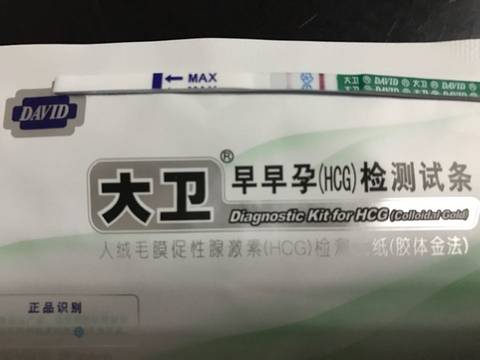 MAX
大卫 ® DAVID ® 大卫 ® DAVID
DAVID
大卫® 早早孕(HCG)检测试条
Diagnostic Kit for HCG (Colloidal Gold)
人绒毛膜促性腺激素(HCG)检测 纸(胶体金法)
正品识别